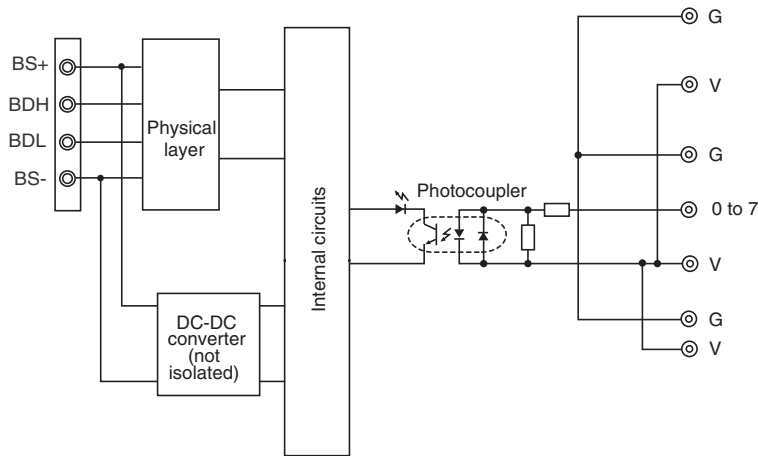 BS+
BDH
BDL
BS-
Physical
layer
DC-DC
converter
(not
isolated)
Internal circuits
Photocoupler
G
V
G
0 to 7
V
G
V